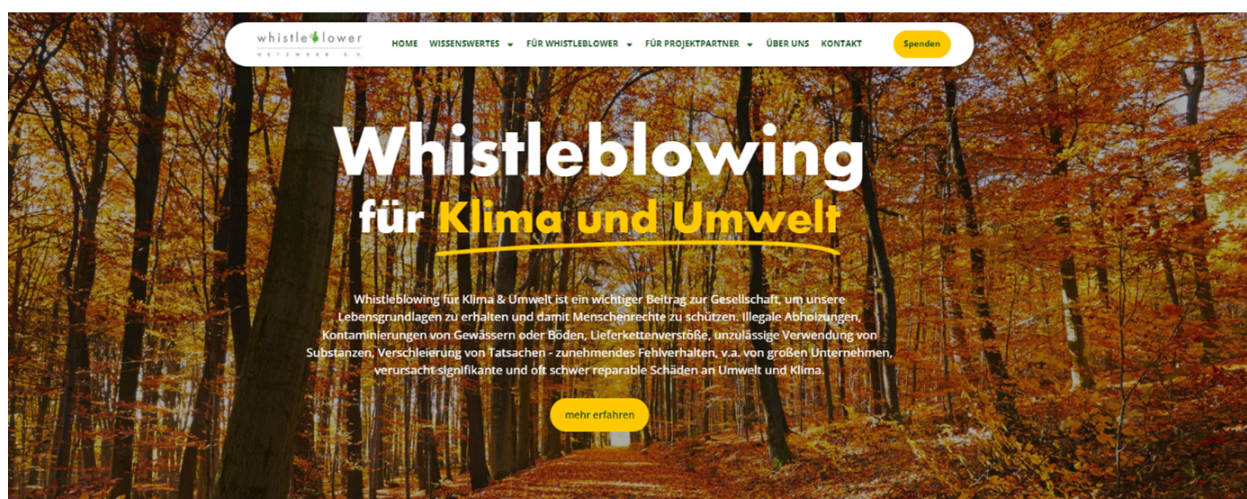 whistle lower
NETZWERK e.V.
HOME WISSENSWERTES FÜR WHISTLEBLOWER FÜR PROJEKTPARTNER ÜBER UNS KONTAKT Spenden
Whistleblowing
für Klima und Umwelt
Whistleblowing für Klima & Umwelt ist ein wichtiger Beitrag zur Gesellschaft, um unsere
Lebensgrundlagen zu erhalten und damit Menschenrechte zu schützen. Illegale Abholzungen,
Kontaminierungen von Gewässern oder Böden, Lieferkettenverstöße, unzulässige Verwendung von
Substanzen, Verschleierung von Tatsachen - zunehmendes Fehlverhalten, v.a. von großen Unternehmen,
verursacht signifikante und oft schwer reparable Schäden an Umwelt und Klima.
mehr erfahren